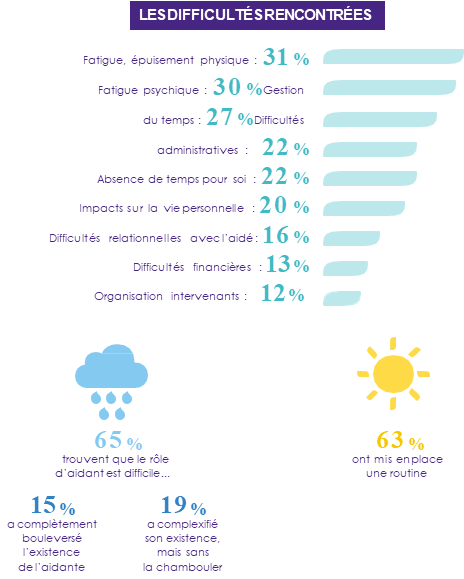 LES DIFFICULTÉS RENCONTRÉES
Fatigue, épuisement physique : 31 %
Fatigue psychique : 30 %Gestion
du temps : 27 %Difficultés
administratives : 22 %
Absence de temps pour soi : 22 %
Impacts sur la vie personnelle : 20 %
Difficultés relationnelles avec l'aidé : 16 %
Difficultés financières : 13 %
Organisation intervenants : 12 %
65 %
trouvent que le rôle
d'aidant est difficile...
63 %
ont mis en place
une routine
15 %
a complètement
bouleversé
l'existence
de l'aidante
19 %
a complexifié
son existence,
mais sans
la chambouler